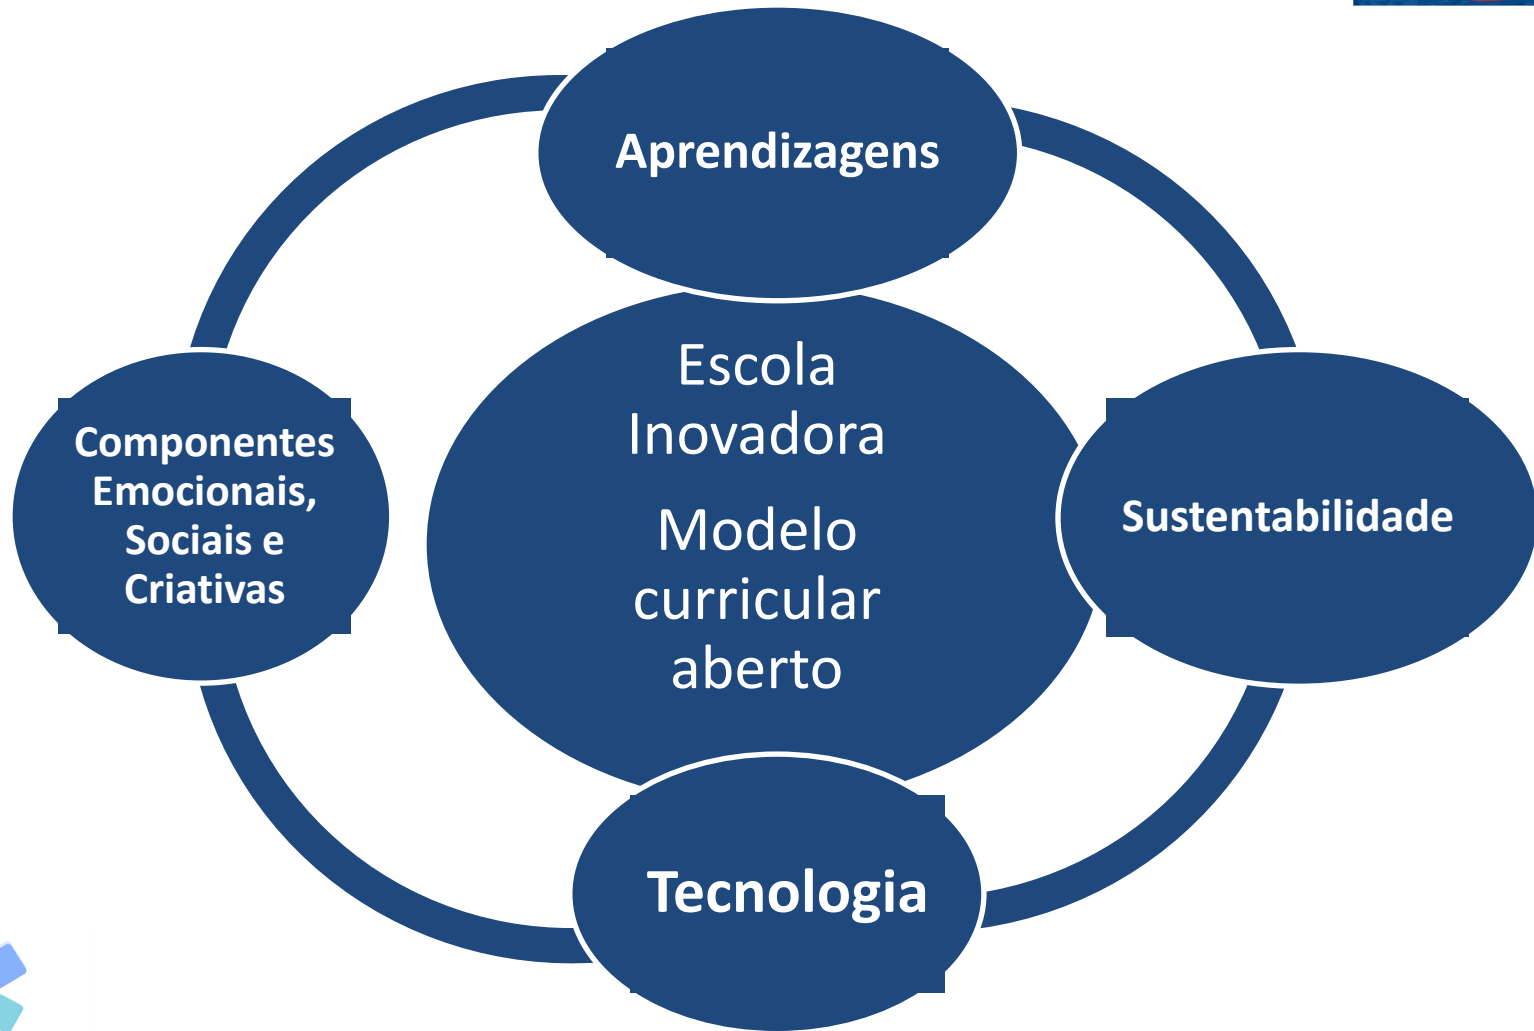 Aprendizagens
Escola
Inovadora
Modelo
curricular
aberto
Componentes
Emocionais,
Sociais e
Criativas
Sustentabilidade
Tecnologia